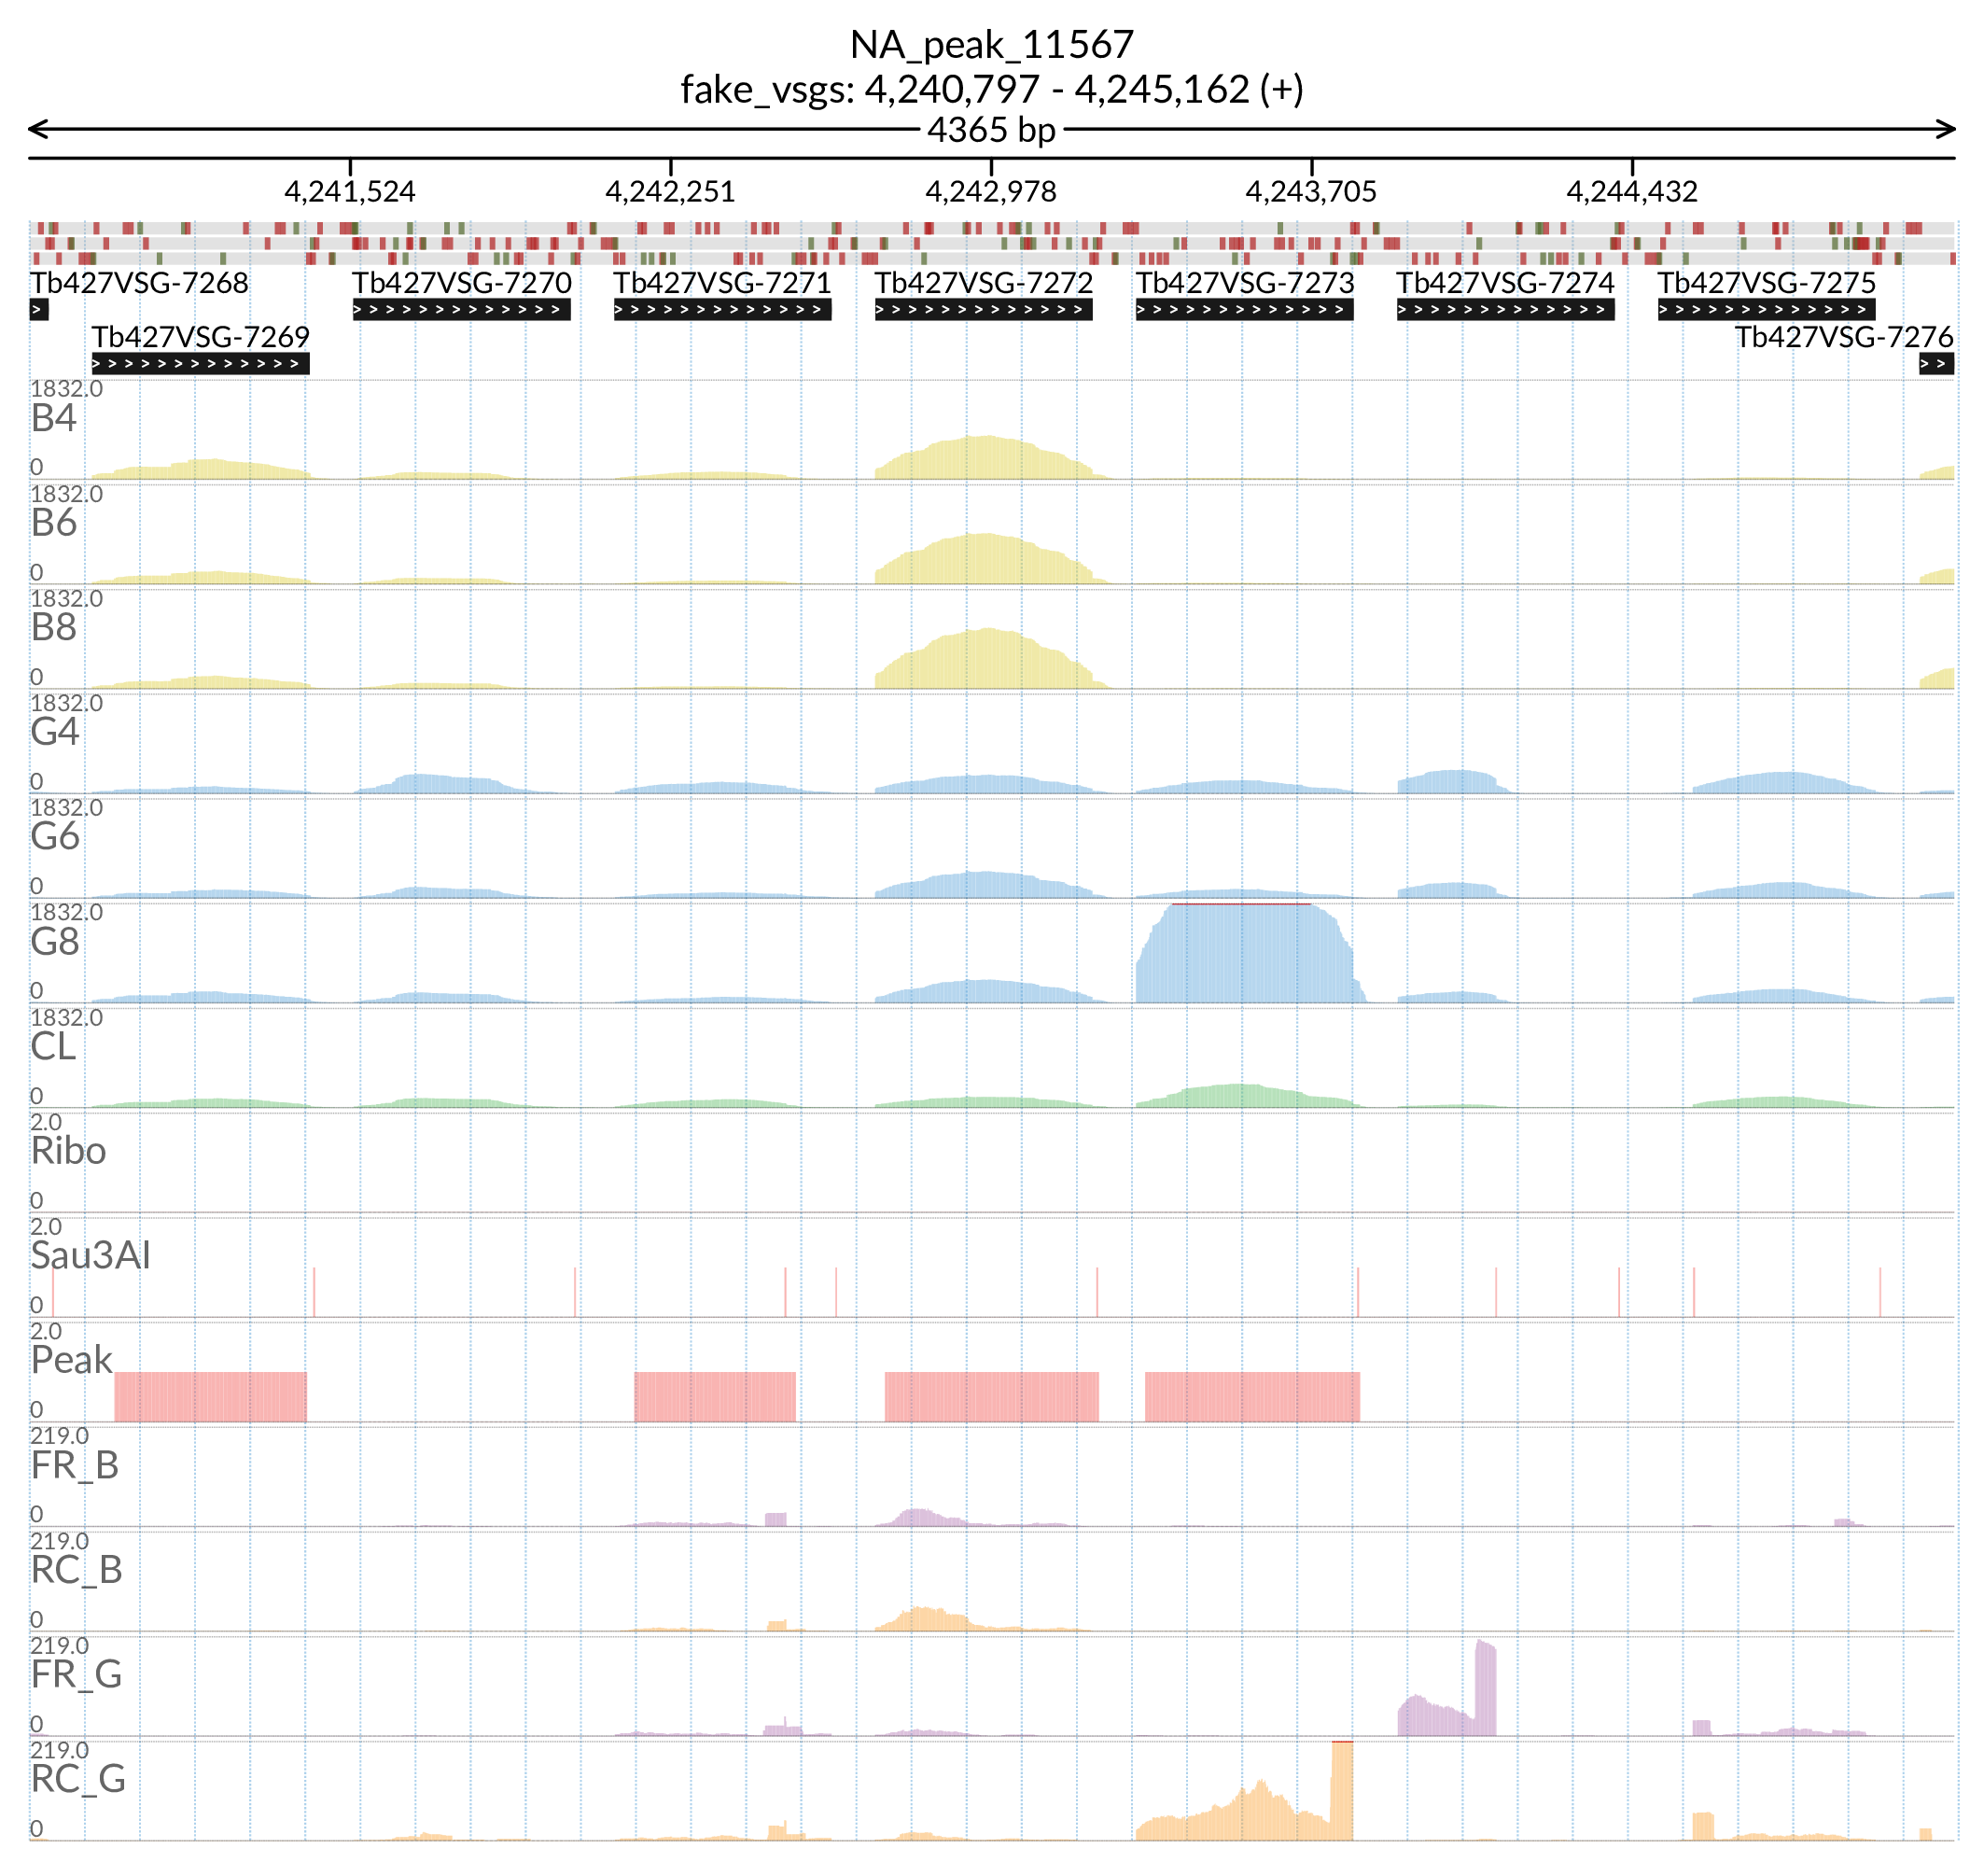 NA_peak_11567
fake_vsgs: 4,240,797 - 4,245,162 (+)
4365 bp
4,241,524 4,242,251 4,242,978 4,243,705 4,244,432
Tb427VSG-7268 Tb427VSG-7270 Tb427VSG-7271 Tb427VSG-7272 Tb427VSG-7273 Tb427VSG-7274 Tb427VSG-7275
Tb427VSG-7269 Tb427VSG-7276
1832.0
B4
0
1832.0
B6
0
1832.0
B8
0
1832.0
G4
0
1832.0
G6
0
1832.0
G8
0
1832.0
CL
0
2.0
Ribo
0
2.0
Sau3AI
0
2.0
Peak
0
219.0
FR_B
0
219.0
RC_B
0
219.0
FR_G
0
219.0
RC_G
0